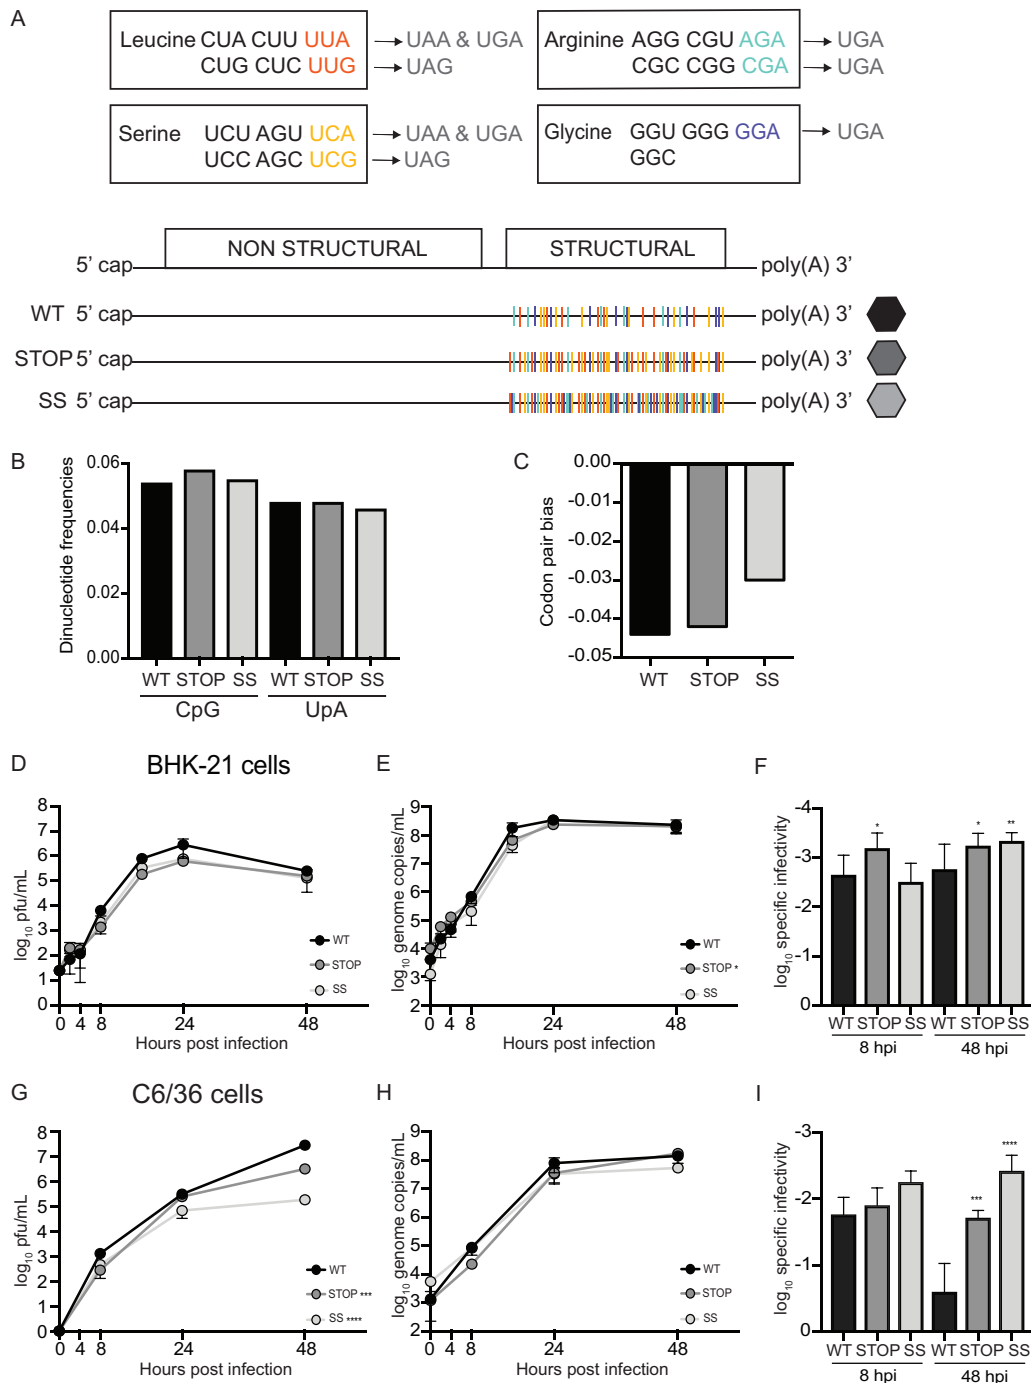 A
Leucine CUA CUU UUA → UAA & UGA
CUG CUC UUG → UAG
Arginine AGG CGU AGA → UGA
CGC CGG CGA → UGA
Serine UCU AGU UCA → UAA & UGA
UCC AGC UCG → UAG
Glycine GGU GGG GGA → UGA
GGC
NON STRUCTURAL STRUCTURAL
5' cap poly(A) 3'
WT 5' cap poly(A) 3'
STOP 5' cap poly(A) 3'
SS 5' cap poly(A) 3'
B
Dinucleotide frequencies
0.06
0.04
0.02
0.00
WT STOP SS WT STOP SS
CpG UpA
C
Codon pair bias
0.00
-0.01
-0.02
-0.03
-0.04
-0.05
WT STOP SS
D
BHK-21 cells
log10 pfu/mL
8
7
6
5
4
3
2
1
0
WT
STOP
SS
0 4 8 24 48
Hours post infection
E
log10 genome copies/mL
9
8
7
6
5
4
3
2
WT
STOP *
SS
0 4 8 24 48
Hours post infection
F
log10 specific infectivity
-4
-3
-2
-1
0
* * **
WT STOP SS WT STOP SS
8 hpi 48 hpi
G
C6/36 cells
log10 pfu/mL
8
7
6
5
4
3
2
1
0
WT
STOP ***
SS ****
0 4 8 24 48
Hours post infection
H
log10 genome copies/mL
9
8
7
6
5
4
3
2
WT
STOP
SS
0 4 8 24 48
Hours post infection
I
log10 specific infectivity
-3
-2
-1
-0
*** ****
WT STOP SS WT STOP SS
8 hpi 48 hpi